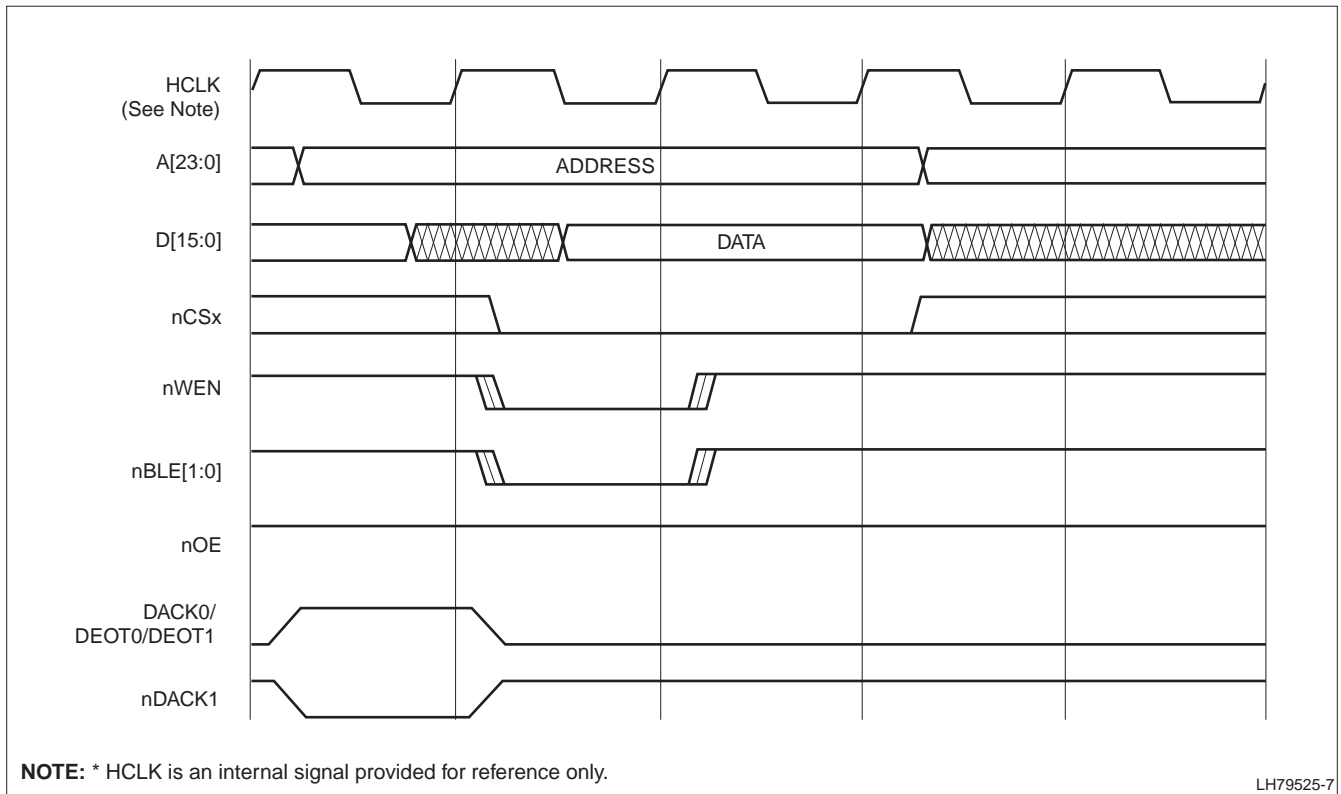 HCLK
(See Note)
A[23:0]
ADDRESS
D[15:0]
DATA
nCSx
nWEN
nBLE[1:0]
nOE
DACK0/
DEOT0/DEOT1
nDACK1
NOTE: * HCLK is an internal signal provided for reference only.
LH79525-7